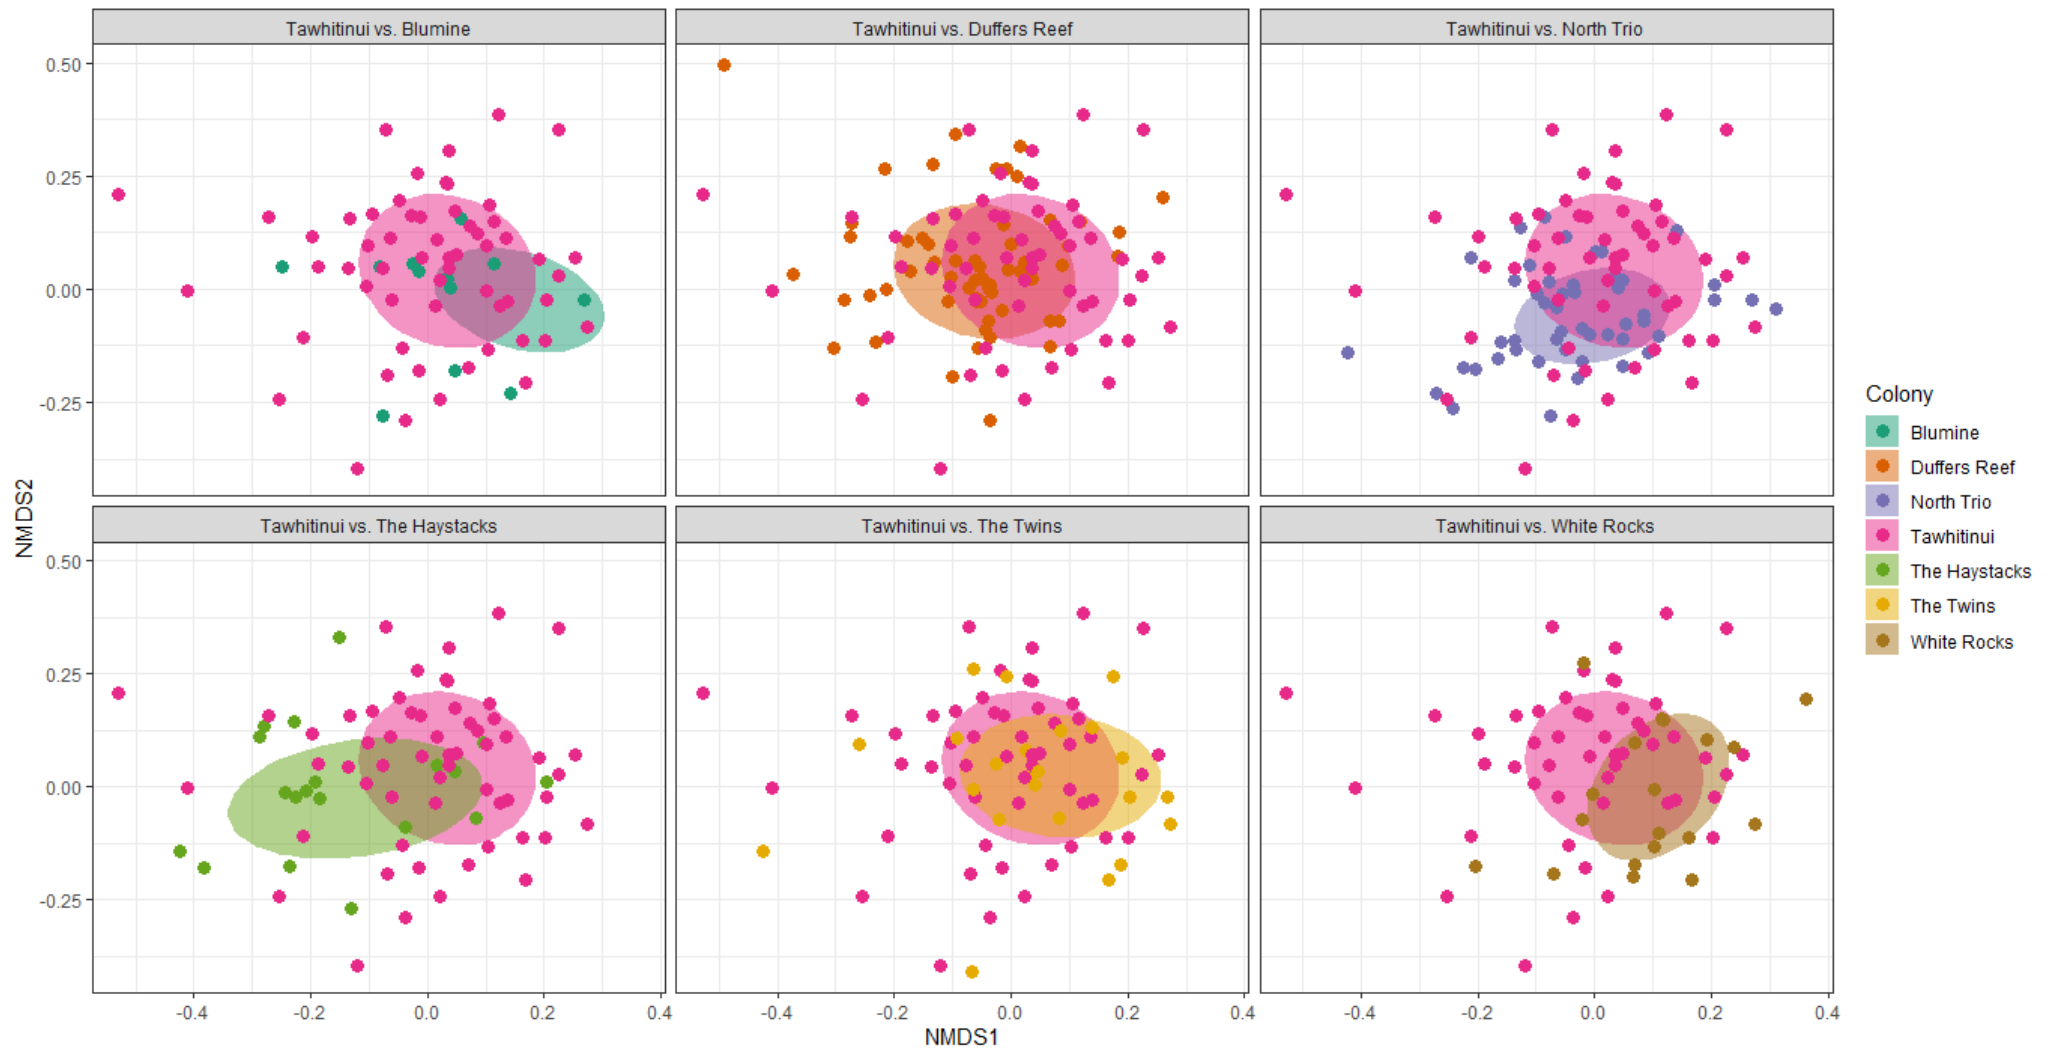 Tawhitinui vs. Blumine
Tawhitinui vs. Duffers Reef
Tawhitinui vs. North Trio
0.50
0.25
0.00
-0.25
Tawhitinui vs. The Haystacks
Tawhitinui vs. The Twins
Tawhitinui vs. White Rocks
0.50
0.25
0.00
-0.25
NMDS2
-0.4
-0.2
0.0
0.2
0.4
-0.4
-0.2
0.0
0.2
0.4
-0.4
-0.2
0.0
0.2
0.4
NMDS1
Colony
Blumine
Duffers Reef
North Trio
Tawhitinui
The Haystacks
The Twins
White Rocks